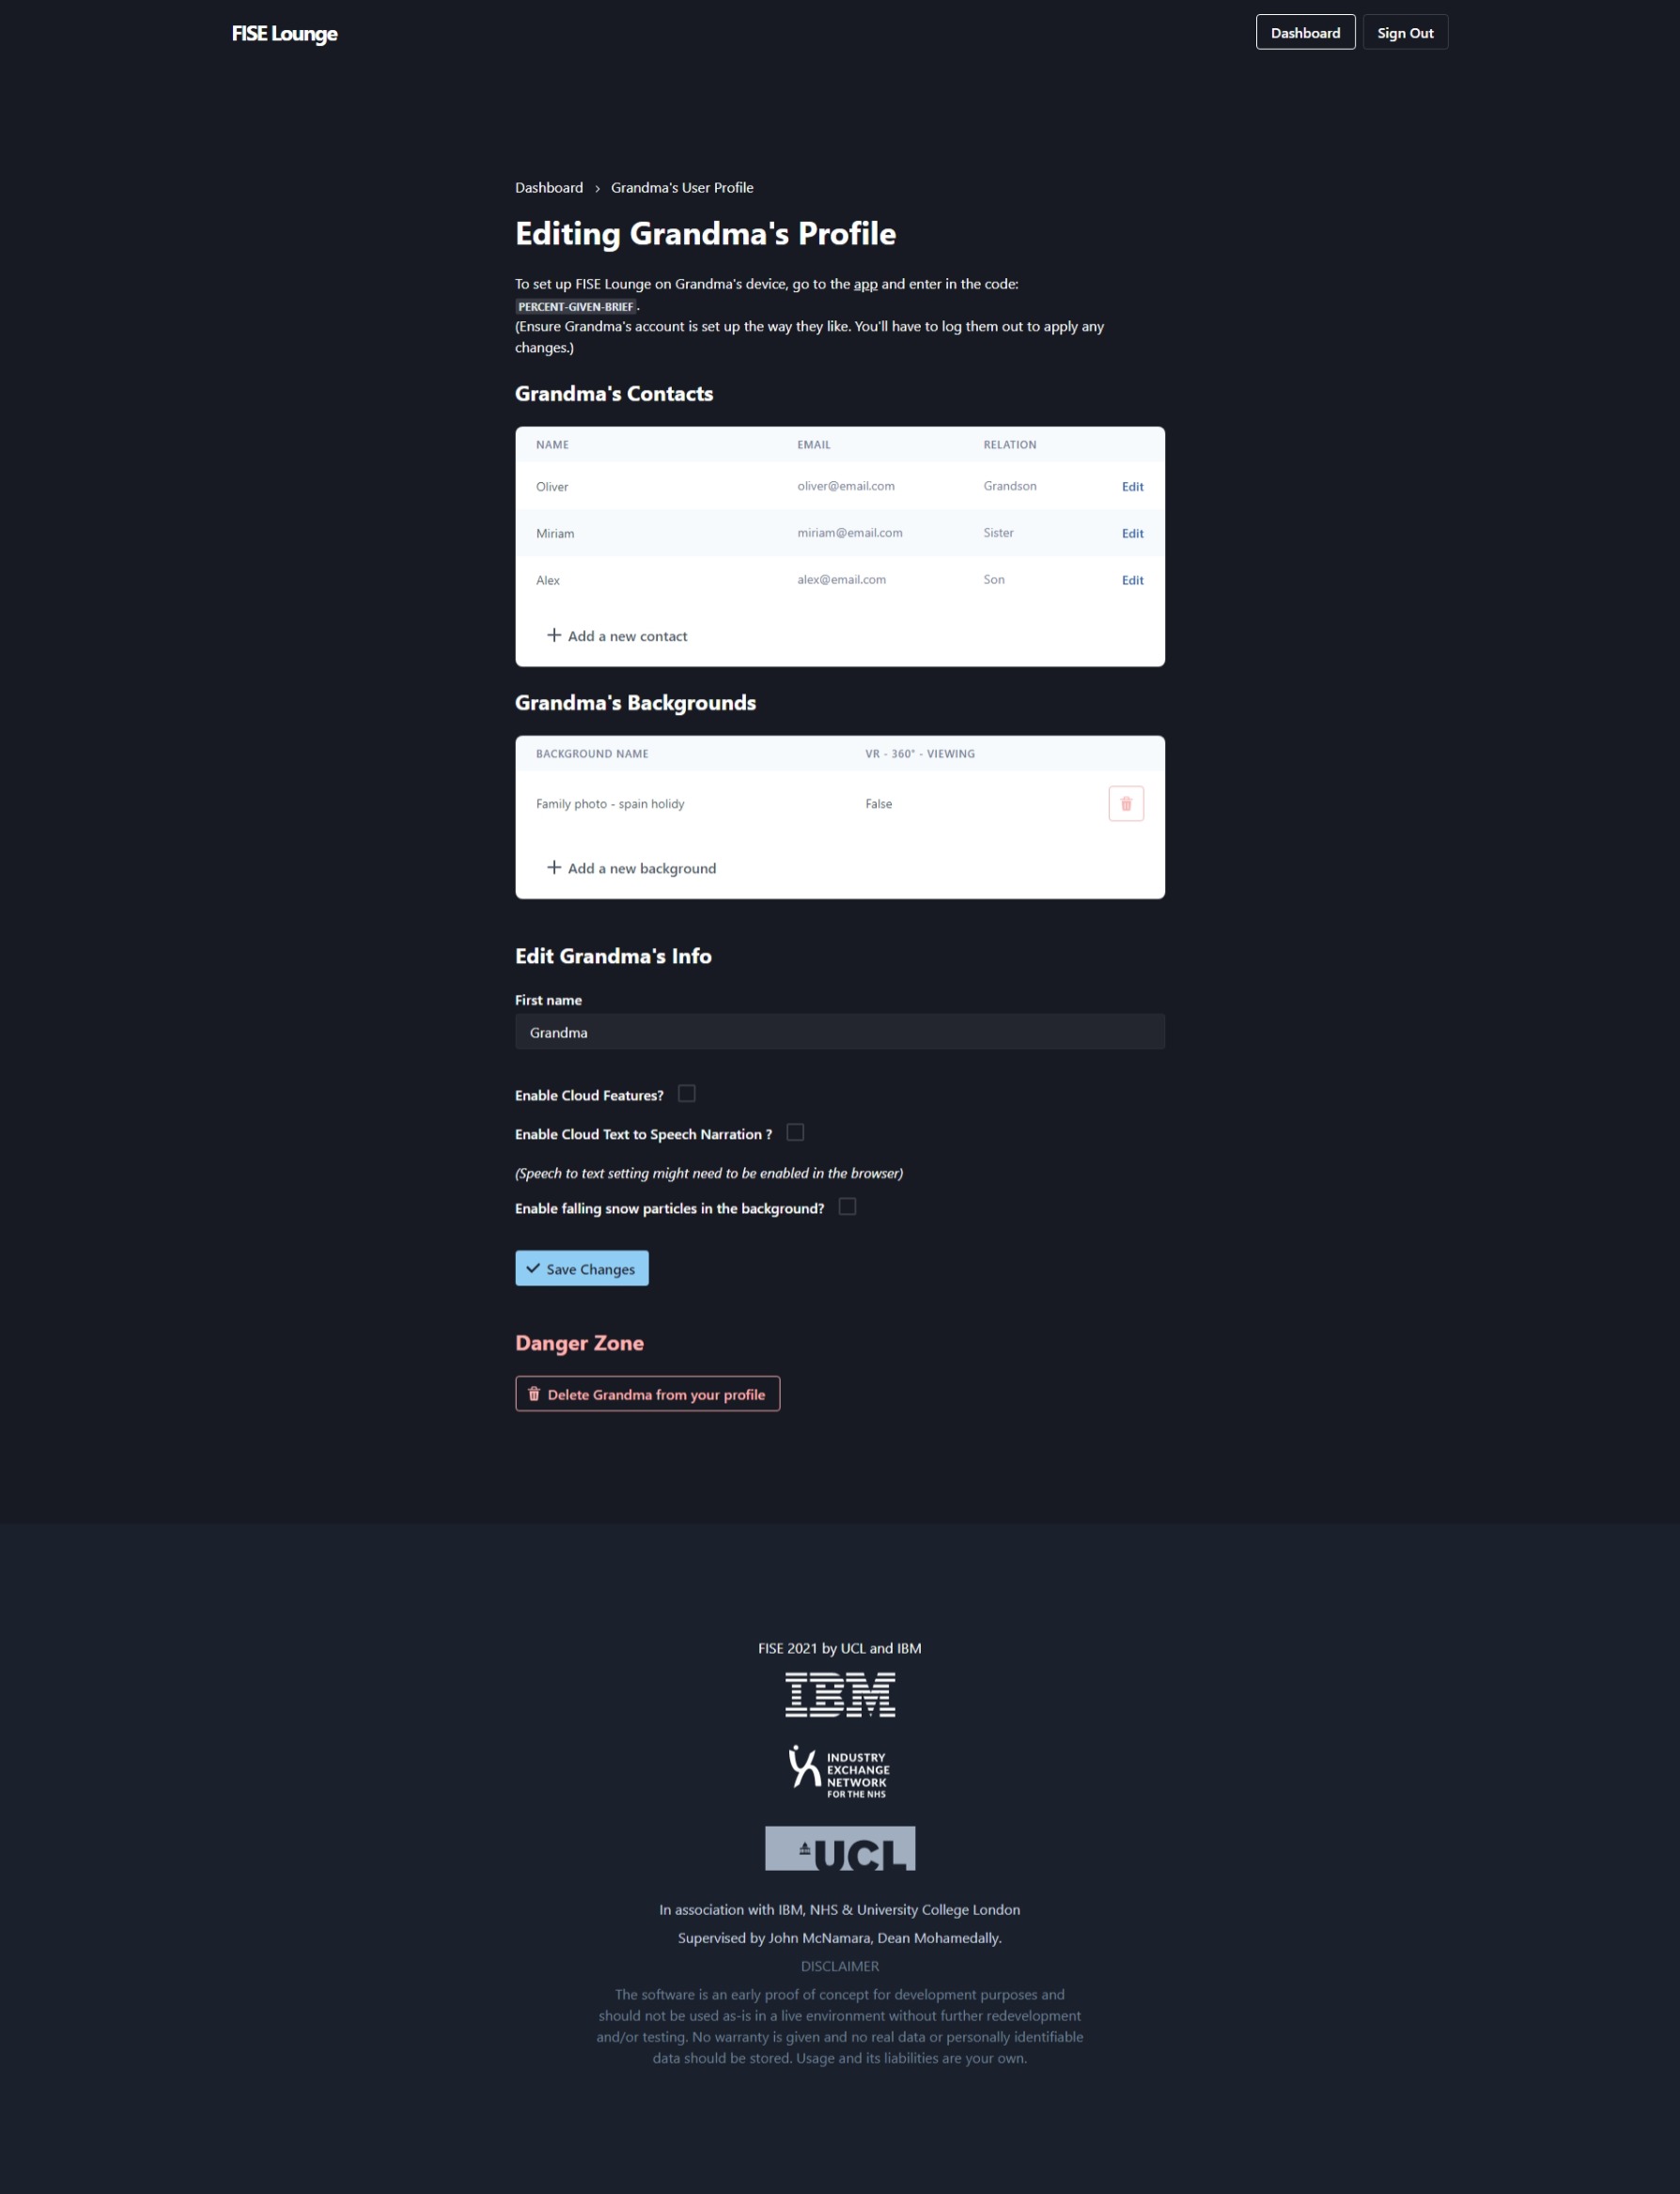 FISE Lounge
Dashboard
Sign Out
Dashboard > Grandma's User Profile
Editing Grandma's Profile
To set up FISE Lounge on Grandma's device, go to the app and enter in the code:
PERCENT-GIVEN-BRIEF.
(Ensure Grandma's account is set up the way they like. You'll have to log them out to apply any
changes.)
Grandma's Contacts
NAME EMAIL RELATION
Oliver oliver@email.com Grandson Edit
Miriam miriam@email.com Sister Edit
Alex alex@email.com Son Edit
+ Add a new contact
Grandma's Backgrounds
BACKGROUND NAME VR - 360° - VIEWING
Family photo - spain holidy False
+ Add a new background
Edit Grandma's Info
First name
Grandma
Enable Cloud Features?
Enable Cloud Text to Speech Narration ?
(Speech to text setting might need to be enabled in the browser)
Enable falling snow particles in the background?
Save Changes
Danger Zone
Delete Grandma from your profile
FISE 2021 by UCL and IBM
IBM
INDUSTRY
EXCHANGE
NETWORK
FOR THE NHS
UCL
In association with IBM, NHS & University College London
Supervised by John McNamara, Dean Mohamedally.
DISCLAIMER
The software is an early proof of concept for development purposes and
should not be used as-is in a live environment without further redevelopment
and/or testing. No warranty is given and no real data or personally identifiable
data should be stored. Usage and its liabilities are your own.